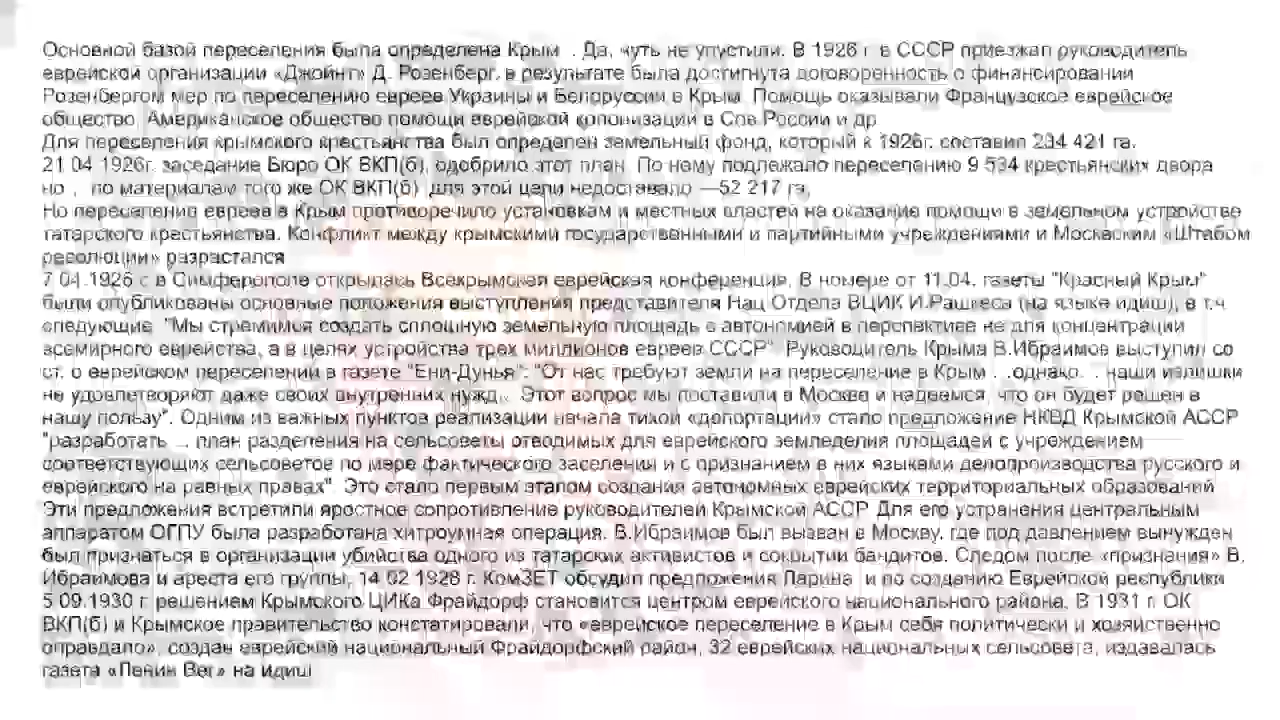 Основной базой переселения была определена Крым . Да, чуть не упустили. В 1926 г. в СССР приезжал руководитель
еврейской организации «Джойнт» Д. Розенберг, в результате была достигнута договоренность о финансировании
Розенбергом мер по переселению евреев Украины и Белоруссии в Крым. Помощь оказывали Французское еврейское
общество, Американское общество помощи еврейской колонизации в Сов России и др
Для переселения крымского крестьянства был определен земельный фонд, который к 1926г. составил 234 421 га.
21 04 1926г. заседание Бюро ОК ВКП(б), одобрило этот план. По нему подлежало переселению 9 534 крестьянских двора
но , по материалам того же ОК ВКП(б) для этой цели недоставало —52 217 га.
Но переселение евреев в Крым противоречило установкам и местных властей на оказание помощи в земельном устройстве
татарского крестьянства. Конфликт между крымскими государственными и партийными учреждениями и Московским «Штабом
революции» разрастался
7 04.1926 г. в Симферополе открылась Всекрымская еврейская конференция. В номере от 11.04. газеты "Красный Крым"
были опубликованы основные положения выступления представителя Нац Отдела ВЦИК И.Рашкеса (на языке идиш), в т.ч
следующие "Мы стремимся создать сплошную земельную площадь с автономией в перспективе не для концентрации
всемирного еврейства, а в целях устройства трех миллионов евреев СССР". Руководитель Крыма В.Ибраимов выступил со
ст. о еврейском переселении в газете "Ени-Дунья": "От нас требуют земли на переселение в Крым . .однако. . наши излишки
не удовлетворяют даже своих внутренних нужд.. Этот вопрос мы поставили в Москве и надеемся, что он будет решен в
нашу пользу". Одним из важных пунктов реализации начала тихой «депортации» стало предложение НКВД Крымской АССР
"разработать ... план разделения на сельсоветы отводимых для еврейского земледелия площадей с учреждением
соответствующих сельсоветов по мере фактического заселения и с признанием в них языками делопроизводства русского и
еврейского на равных правах". Это стало первым этапом создания автономных еврейских территориальных образований
Эти предложения встретили яростное сопротивление руководителей Крымской АССР Для его устранения центральным
аппаратом ОГПУ была разработана хитроумная операция. В.Ибраимов был вызван в Москву, где под давлением вынужден
был признаться в организации убийства одного из татарских активистов и сокрытии бандитов. Следом после «признания» В.
Ибраимова и ареста его группы, 14 02 1928 г. КомЗЕТ обсудил предложения Ларина и по созданию Еврейской республики
5 09.1930 г. решением Крымского ЦИКа Фрайдорф становится центром еврейского национального района. В 1931 г. ОК
ВКП(б) и Крымское правительство констатировали, что «еврейское переселение в Крым себя политически и хозяйственно
оправдало», создан еврейский национальный Фрайдорфский район, 32 еврейских национальных сельсовета, издавалась
газета «Ленин Вег» на идиш